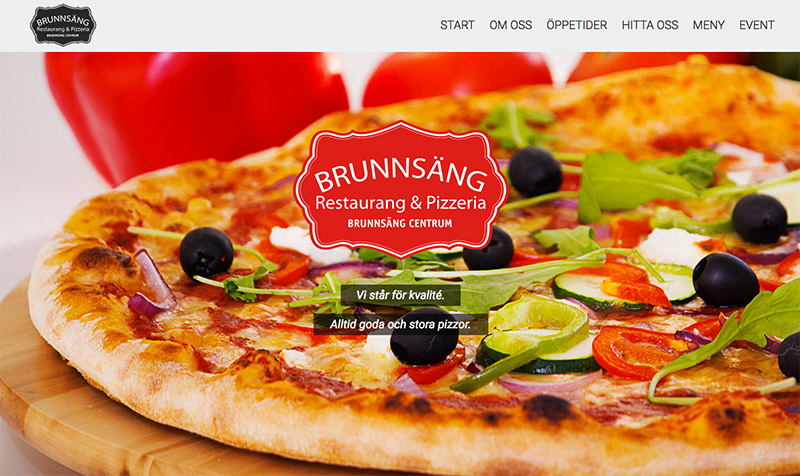 BRUNNSÄNG
Restaurang & Pizzeria
BRUNNSÄNG CENTRUM
START OM OSS ÖPPETIDER HITTA OSS MENY EVENT
BRUNNSÄNG
Restaurang & Pizzeria
BRUNNSÄNG CENTRUM
Vi står för kvalité.
Alltid goda och stora pizzor.